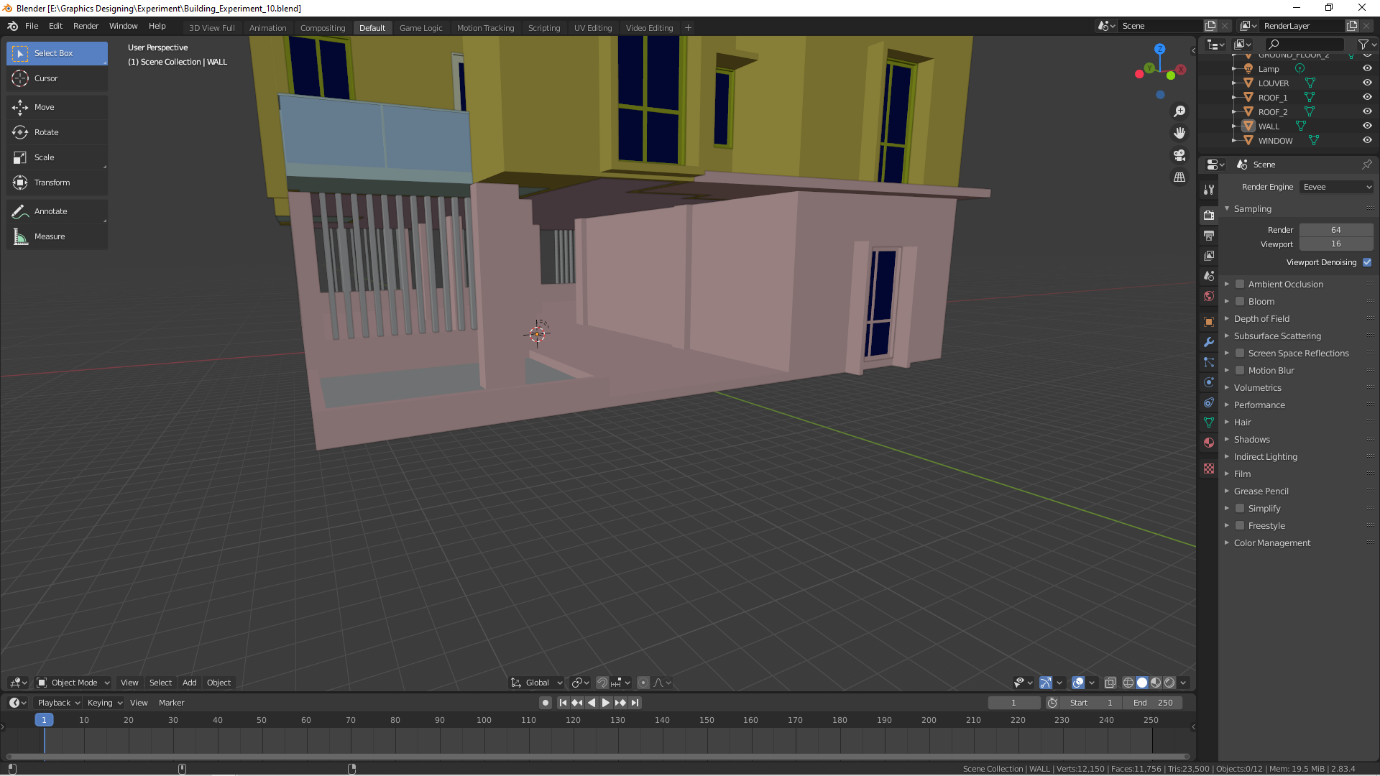 Blender [E:\Graphics Designing\Experiment\Building_Experiment_10.blend]
File Edit Render Window Help 3D View Full Animation Compositing Default Game Logic Motion Tracking Scripting UV Editing Video Editing + Scene RenderLayer
Select Box
Cursor
Move
Rotate
Scale
Transform
Annotate
Measure
User Perspective
(1) Scene Collection | WALL
Z
Y
X
GROUND_FLOOR_2
Lamp
LOUVER
ROOF_1
ROOF_2
WALL
WINDOW
Scene
Render Engine Eevee
Sampling
Render 64
Viewport 16
Viewport Denoising
Ambient Occlusion
Bloom
Depth of Field
Subsurface Scattering
Screen Space Reflections
Motion Blur
Volumetrics
Performance
Hair
Shadows
Indirect Lighting
Film
Grease Pencil
Simplify
Freestyle
Color Management
Object Mode View Select Add Object Global
Playback Keying View Marker 1 Start 1 End 250
1 10 20 30 40 50 60 70 80 90 100 110 120 130 140 150 160 170 180 190 200 210 220 230 240 250
Scene Collection | WALL | Verts:12,150 | Faces:11,756 | Tris:23,500 | Objects:0/12 | Mem: 19.5 MiB | 2.83.4